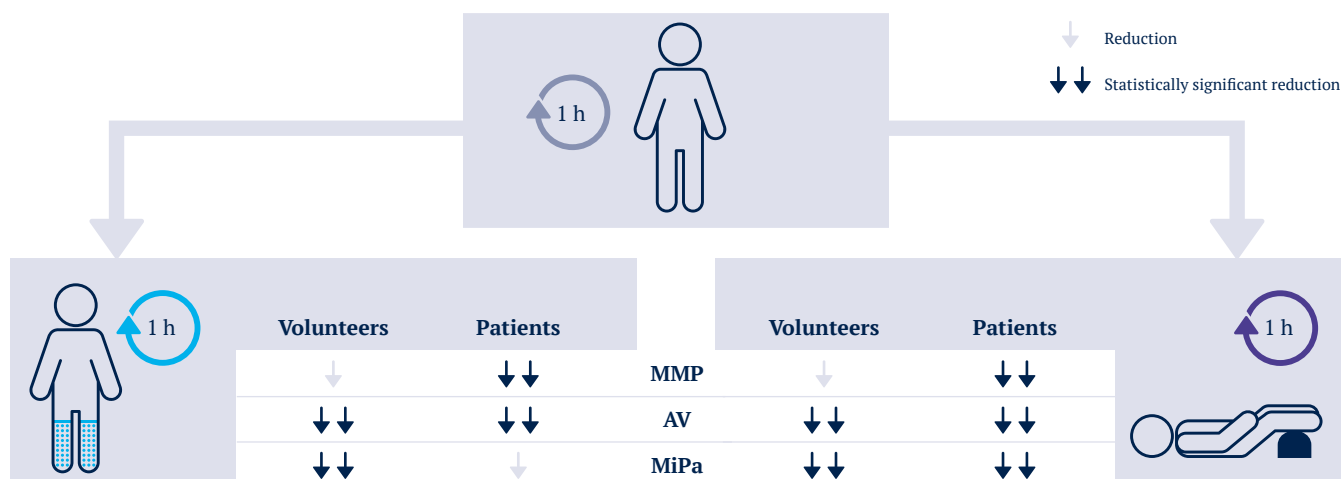 Reduction
1 h
Statistically significant reduction
1 h
Volunteers Patients
Volunteers Patients
1 h
MMP
AV
MiPa